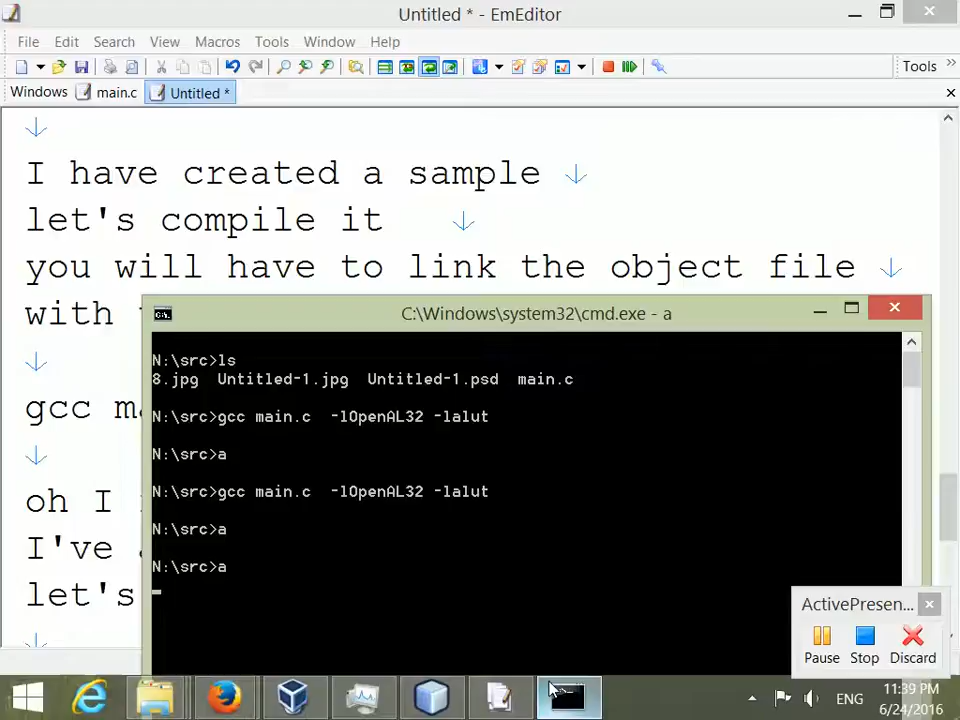 Untitled * - EmEditor
File Edit Search View Macros Tools Window Help
Tools
Windows main.c Untitled *
I have created a sample
let's compile it
you will have to link the object file
with
C:\Windows\system32\cmd.exe - a
N:\src>ls
8.jpg Untitled-1.jpg Untitled-1.psd main.c
gcc
N:\src>gcc main.c -lOpenAL32 -lalut
N:\src>a
N:\src>gcc main.c -lOpenAL32 -lalut
oh I
N:\src>a
I've
N:\src>a
let's
ActivePresen...
Pause Stop Discard
ENG
11:39 PM
6/24/2016